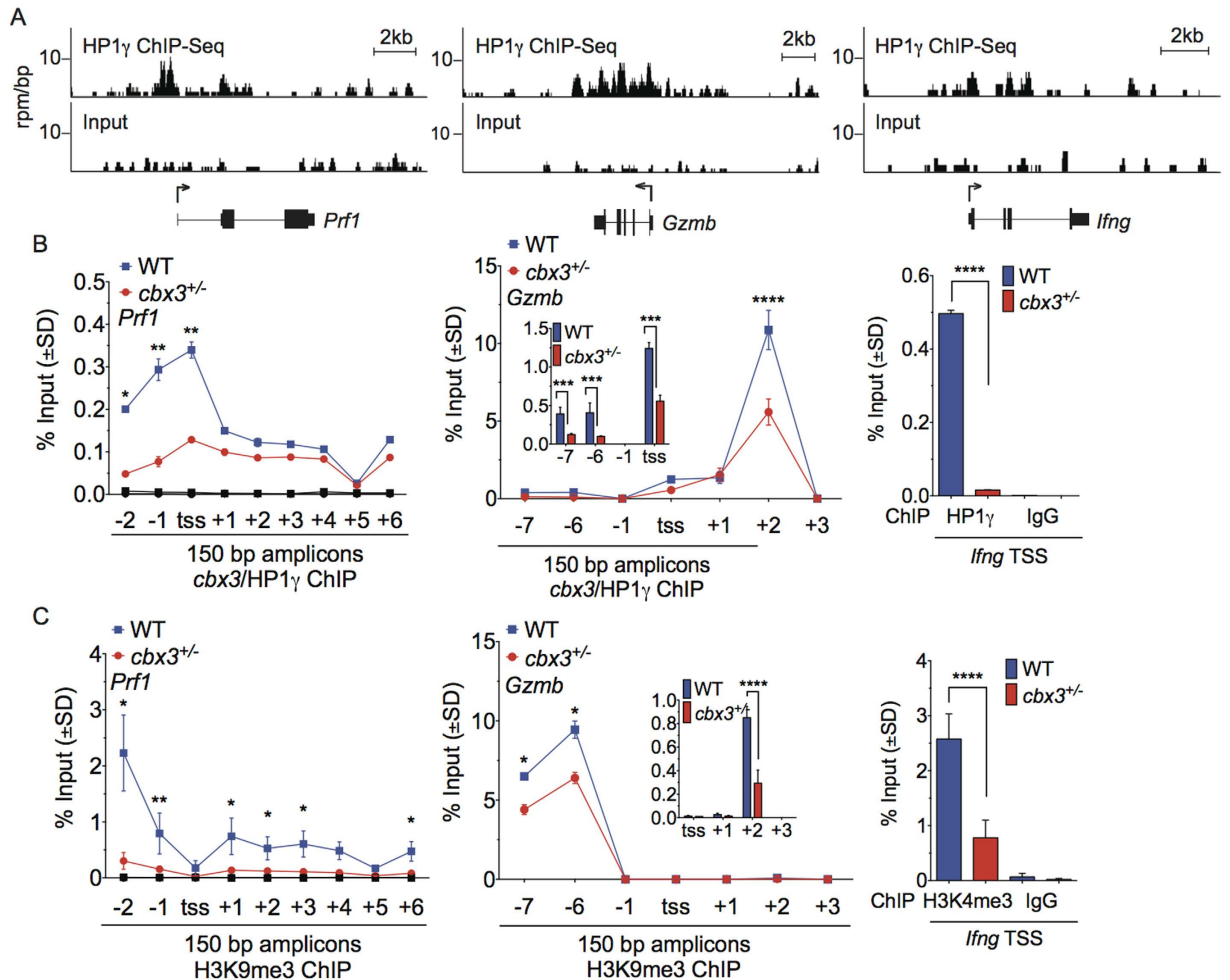 A
HP1γ ChIP-Seq
2kb
10
rpm/bp
Input
10
Prf1
HP1γ ChIP-Seq
2kb
10
Input
10
Gzmb
HP1γ ChIP-Seq
2kb
10
Input
10
Ifng
B
WT
cbx3+/-
Prf1
% Input (±SD)
0.5
0.4
0.3
0.2
0.1
0.0
* ** **
-2 -1 tss +1 +2 +3 +4 +5 +6
150 bp amplicons
cbx3/HP1γ ChIP
WT
cbx3+/-
Gzmb
% Input (±SD)
15
10
5
0
****
1.5
1.0
0.5
0.0
WT
cbx3+/-
*** *** ***
-7 -6 -1 tss
-7 -6 -1 tss +1 +2 +3
150 bp amplicons
cbx3/HP1γ ChIP
% Input (±SD)
0.6
0.4
0.2
0.0
****
WT
cbx3+/-
ChIP HP1γ IgG
Ifng TSS
C
WT
cbx3+/-
Prf1
% Input (±SD)
4
3
2
1
0
* ** * * * *
-2 -1 tss +1 +2 +3 +4 +5 +6
150 bp amplicons
H3K9me3 ChIP
WT
cbx3+/-
Gzmb
% Input (±SD)
15
10
5
0
* *
WT
cbx3+/-
1.0
0.8
0.6
0.4
0.2
0.0
****
tss +1 +2 +3
-7 -6 -1 tss +1 +2 +3
150 bp amplicons
H3K9me3 ChIP
% Input (±SD)
4
3
2
1
0
****
WT
cbx3+/-
ChIP H3K4me3 IgG
Ifng TSS